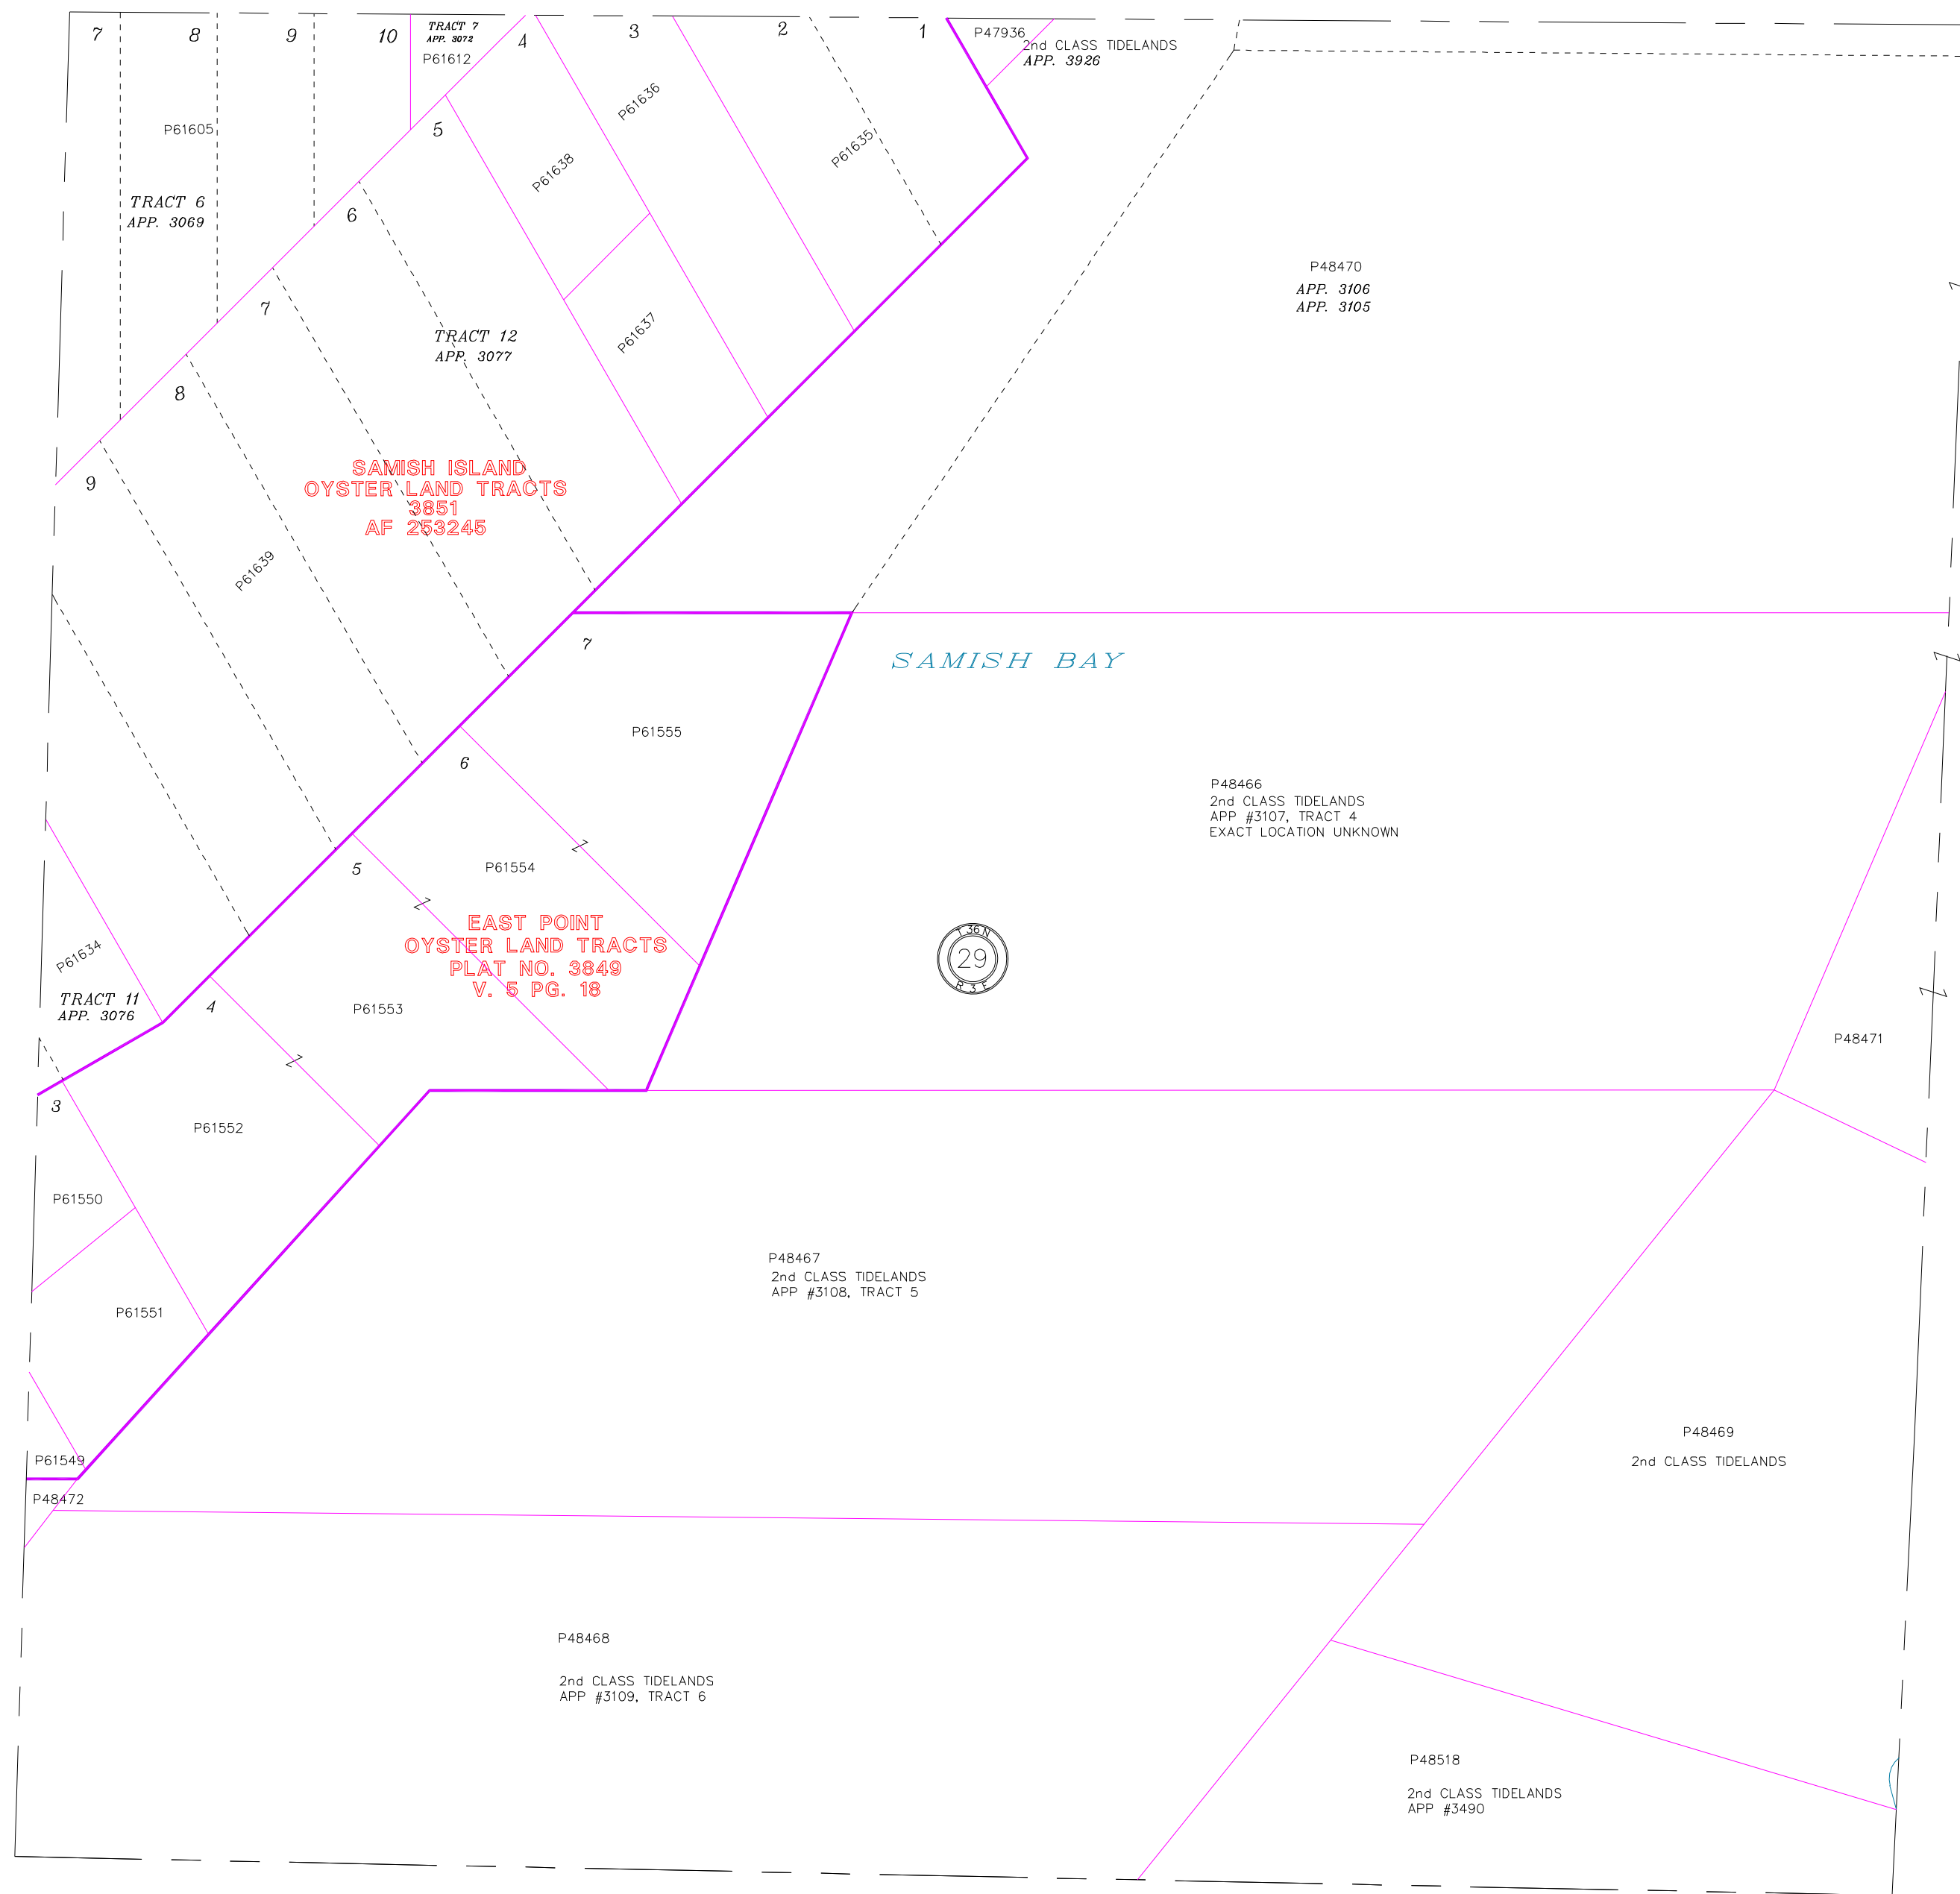 7 8 9 10
TRACT 7
APP. 3072
P61612
4 3 2 1
P47936
2nd CLASS TIDELANDS
APP. 3926
P61605
TRACT 6
APP. 3069
5
P61636
P61638
P61635
6
P61637
7
TRACT 12
APP. 3077
P48470
APP. 3106
APP. 3105
8
9
SAMISH ISLAND
OYSTER LAND TRACTS
3851
AF 253245
P61639
7
SAMISH BAY
P61555
6
P48466
2nd CLASS TIDELANDS
APP #3107, TRACT 4
EXACT LOCATION UNKNOWN
5
P61554
EAST POINT
OYSTER LAND TRACTS
PLAT NO. 3849
V. 5 PG. 18
T 36 N
29
R 3 E
P61634
TRACT 11
APP. 3076
4
P61553
P48471
3
P61552
P61550
P48467
2nd CLASS TIDELANDS
APP #3108, TRACT 5
P61551
P48469
2nd CLASS TIDELANDS
P61549
P48472
P48468
2nd CLASS TIDELANDS
APP #3109, TRACT 6
P48518
2nd CLASS TIDELANDS
APP #3490